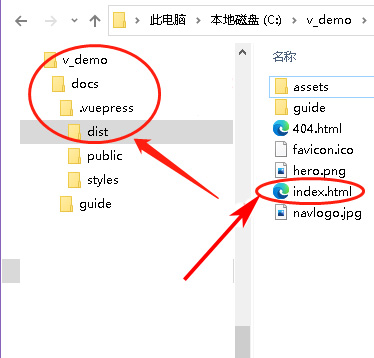 此电脑 > 本地磁盘 (C:) > v_demo
v_demo
docs
.vuepress
dist
public
styles
guide
名称
assets
guide
404.html
favicon.ico
hero.png
index.html
navlogo.jpg